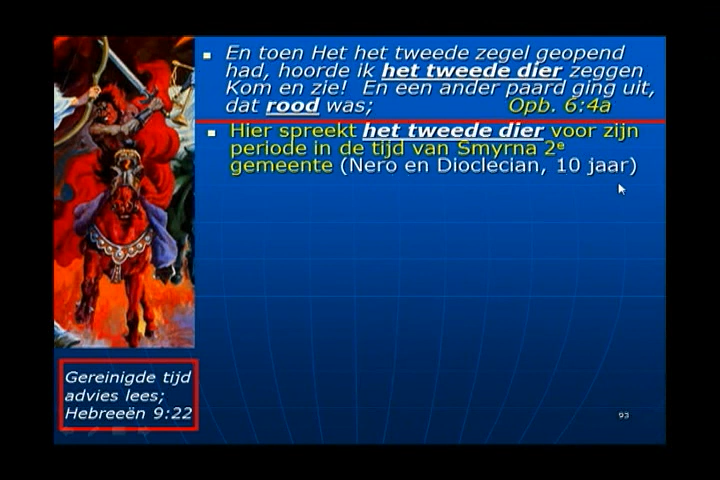 En toen Het het tweede zegel geopend
had, hoorde ik het tweede dier zeggen
Kom en zie! En een ander paard ging uit,
dat rood was; Opb. 6:4a
Hier spreekt het tweede dier voor zijn
periode in de tijd van Smyrna 2e
gemeente (Nero en Dioclecian, 10 jaar)
Gereinigde tijd
advies lees;
Hebreeën 9:22
93